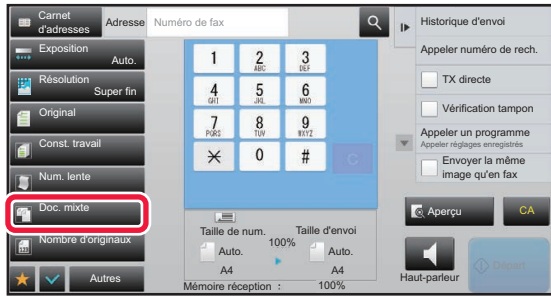 Carnet
d'adresses
Adresse
Numéro de fax
Exposition
Auto.
Résolution
Super fin
Original
Const. travail
Num. lente
Doc. mixte
Nombre d'originaux
Autres
1
2
ABC
3
DEF
4
GHI
5
JKL
6
MNO
7
PQRS
8
TUV
9
WXYZ
0
#
C
Taille de num.
100%
Taille d'envoi
Auto.
Auto.
A4
A4
Mémoire réception :
100%
Historique d'envoi
Appeler numéro de rech.
TX directe
Vérification tampon
Appeler un programme
Appeler réglages enregistrés
Envoyer la même
image qu'en fax
Aperçu
CA
Haut-parleur
Départ